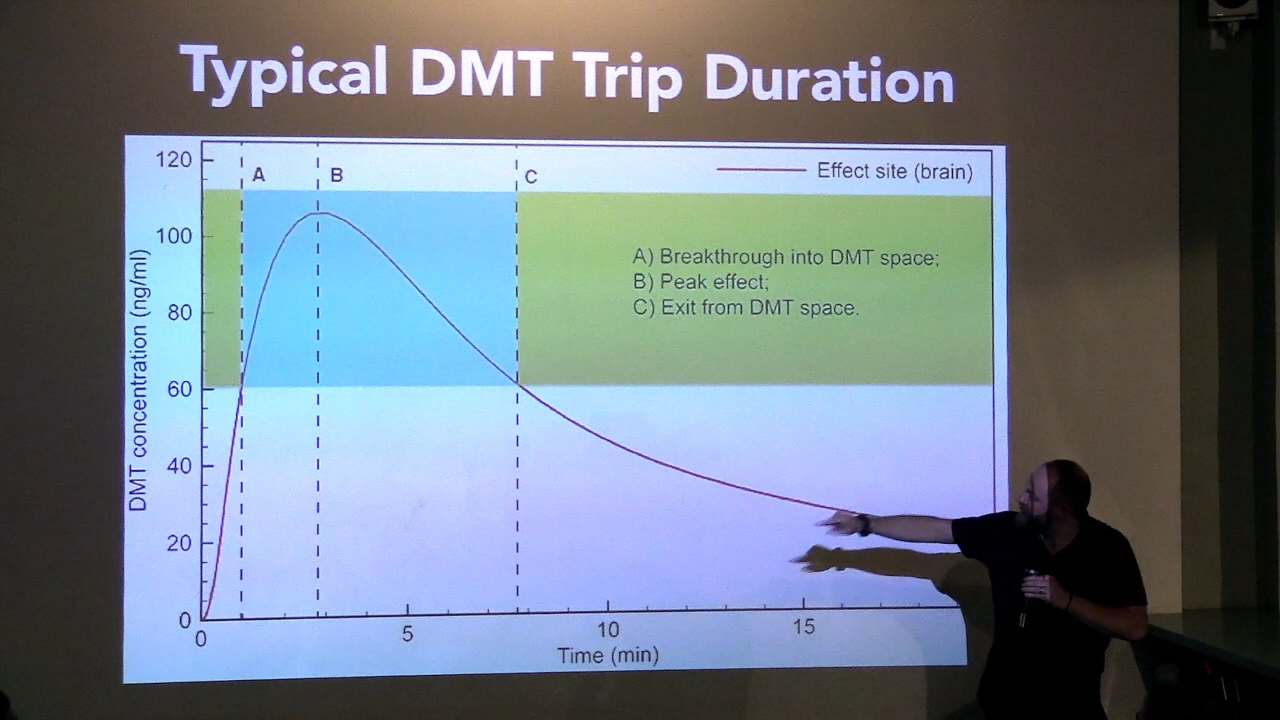 Typical DMT Trip Duration
120
100
80
60
40
20
0
DMT concentration (ng/ml)
A
B
C
Effect site (brain)
A) Breakthrough into DMT space;
B) Peak effect;
C) Exit from DMT space.
0
5
10
15
Time (min)